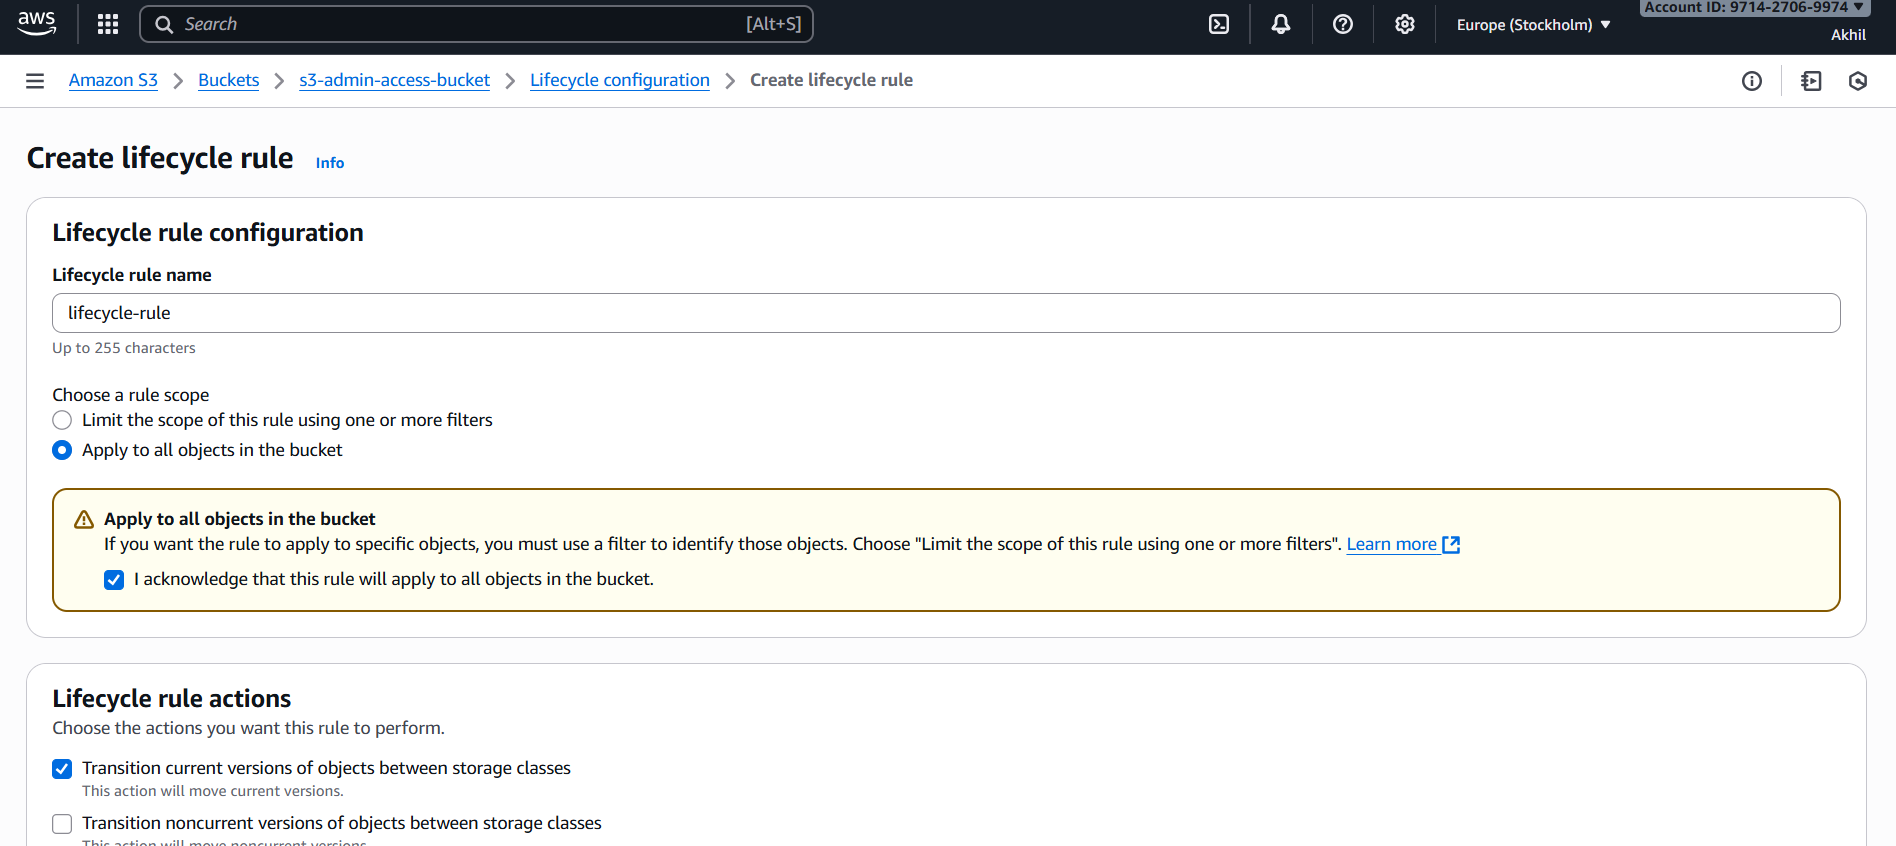 aws
Search [Alt+S]
Europe (Stockholm)
Account ID: 9714-2706-9974
Akhil
Amazon S3 > Buckets > s3-admin-access-bucket > Lifecycle configuration > Create lifecycle rule
Create lifecycle rule Info
Lifecycle rule configuration
Lifecycle rule name
lifecycle-rule
Up to 255 characters
Choose a rule scope
Limit the scope of this rule using one or more filters
Apply to all objects in the bucket
Apply to all objects in the bucket
If you want the rule to apply to specific objects, you must use a filter to identify those objects. Choose "Limit the scope of this rule using one or more filters". Learn more
I acknowledge that this rule will apply to all objects in the bucket.
Lifecycle rule actions
Choose the actions you want this rule to perform.
Transition current versions of objects between storage classes
This action will move current versions.
Transition noncurrent versions of objects between storage classes
This action will move noncurrent versions.